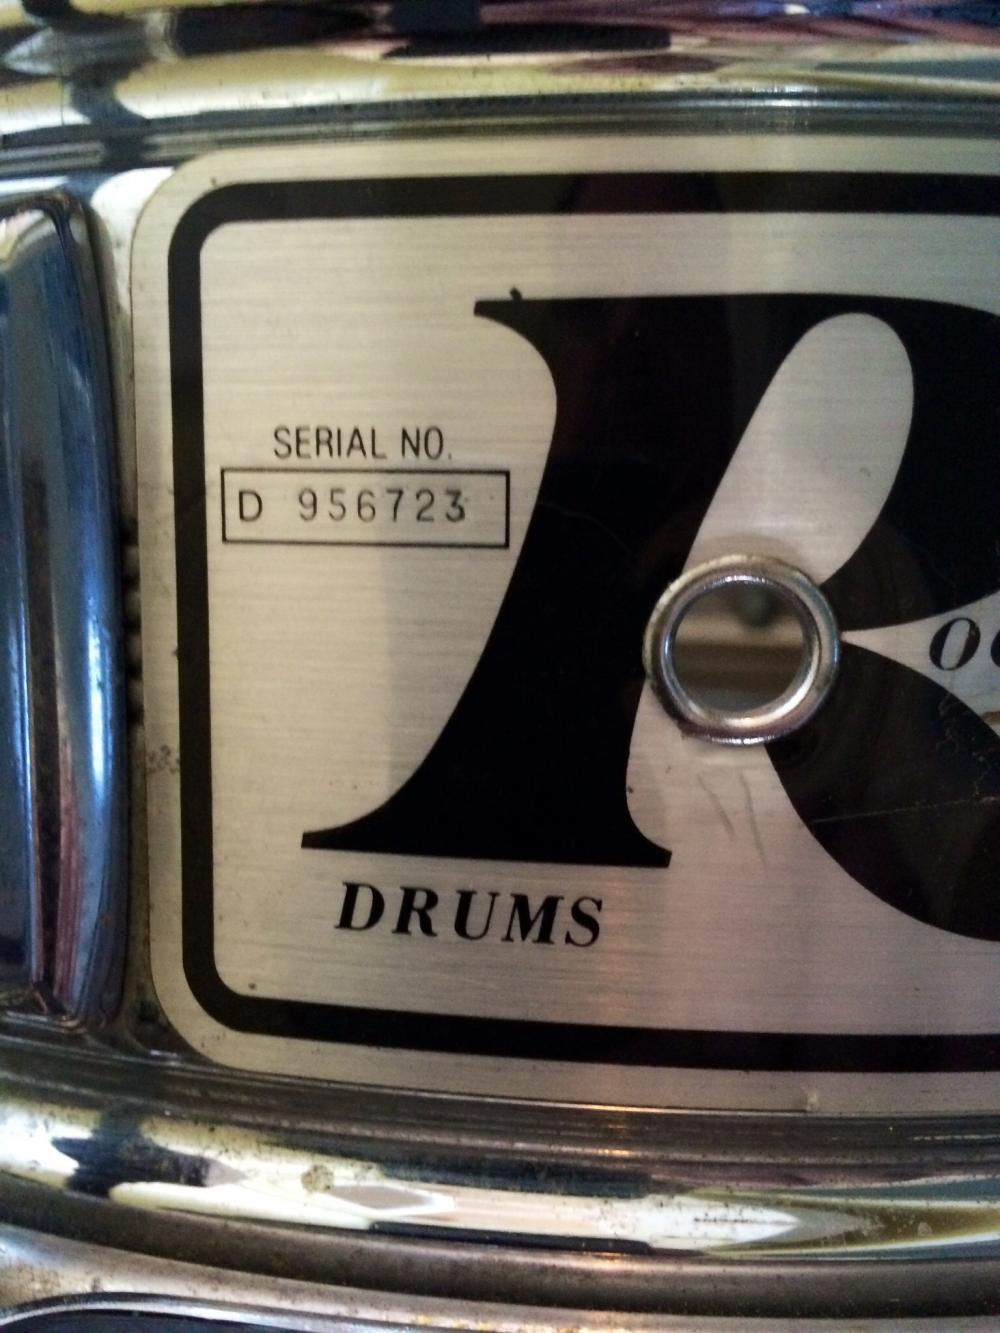 SERIAL NO.
D 956723
R
O
DRUMS